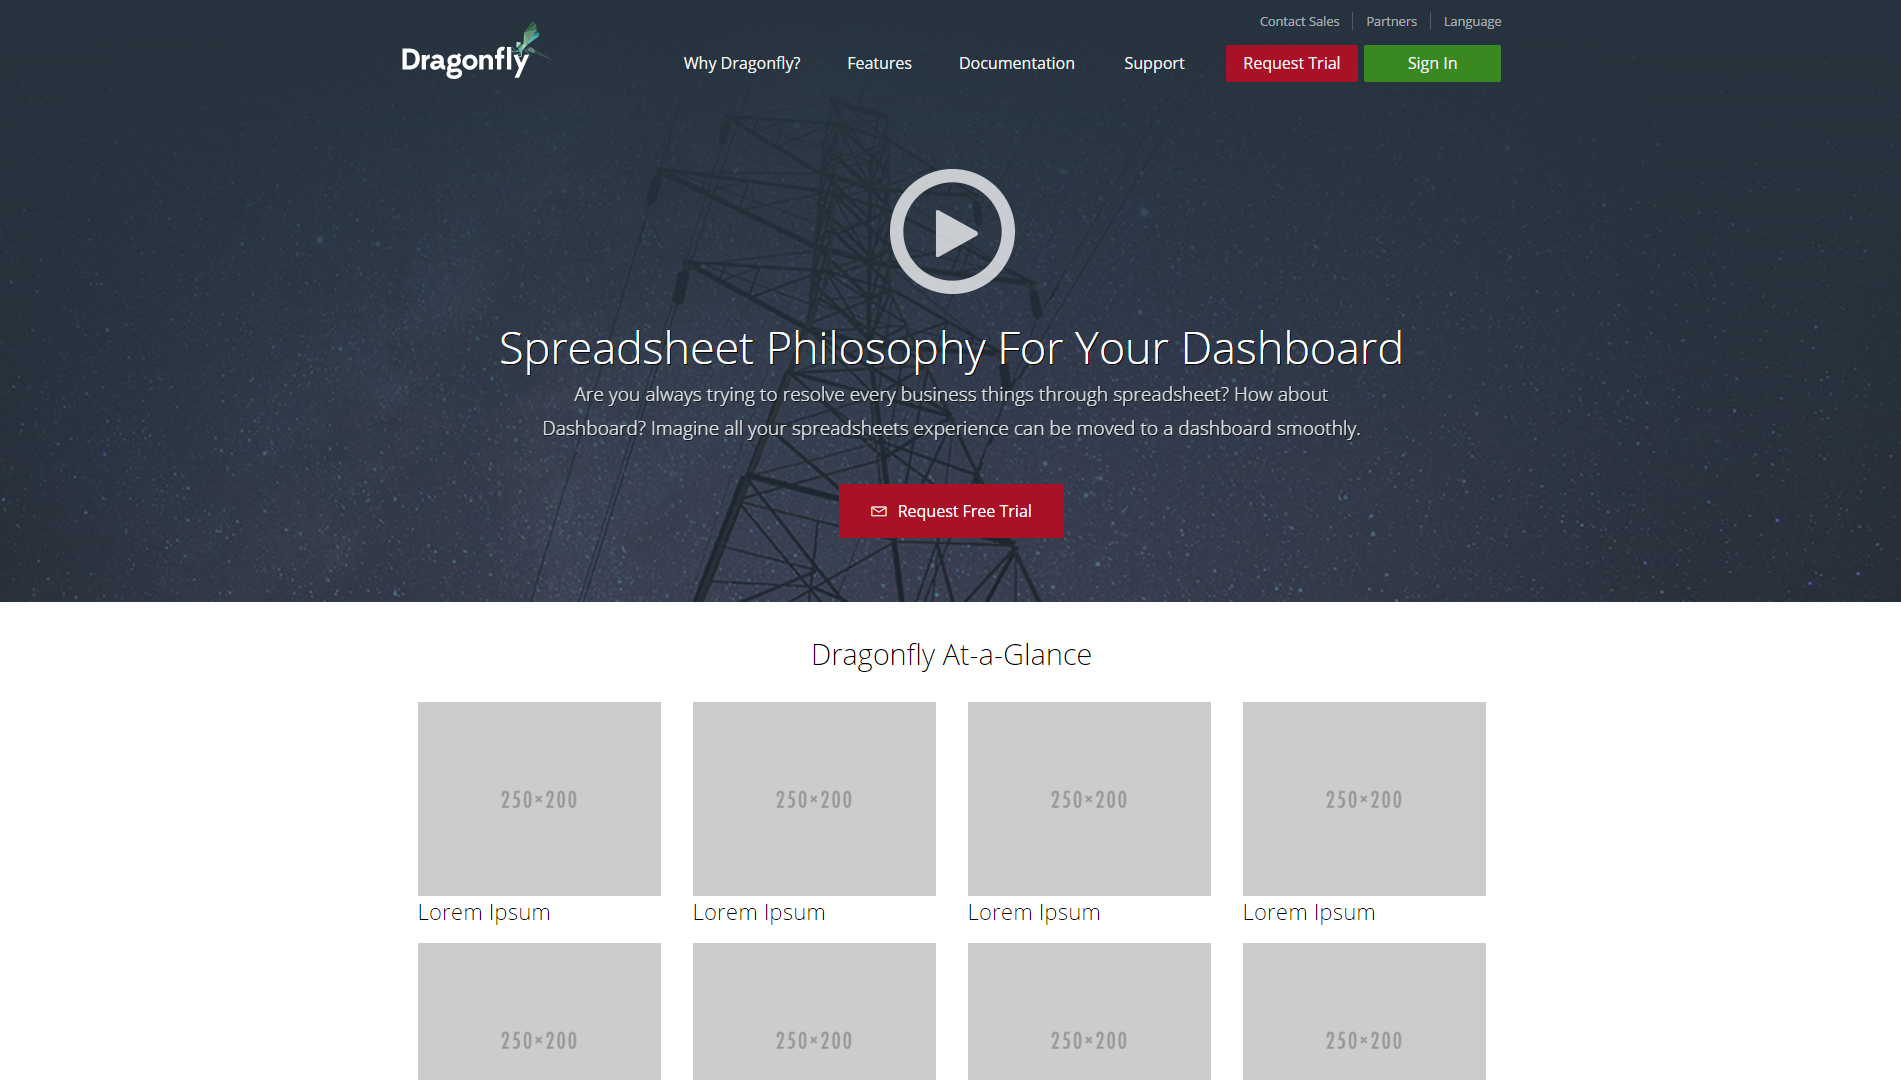 Contact Sales
Partners
Language
Dragonfly
Why Dragonfly?
Features
Documentation
Support
Request Trial
Sign In
Spreadsheet Philosophy For Your Dashboard
Are you always trying to resolve every business things through spreadsheet? How about
Dashboard? Imagine all your spreadsheets experience can be moved to a dashboard smoothly.
Request Free Trial
Dragonfly At-a-Glance
250×200
250×200
250×200
250×200
Lorem Ipsum
Lorem Ipsum
Lorem Ipsum
Lorem Ipsum
250×200
250×200
250×200
250×200